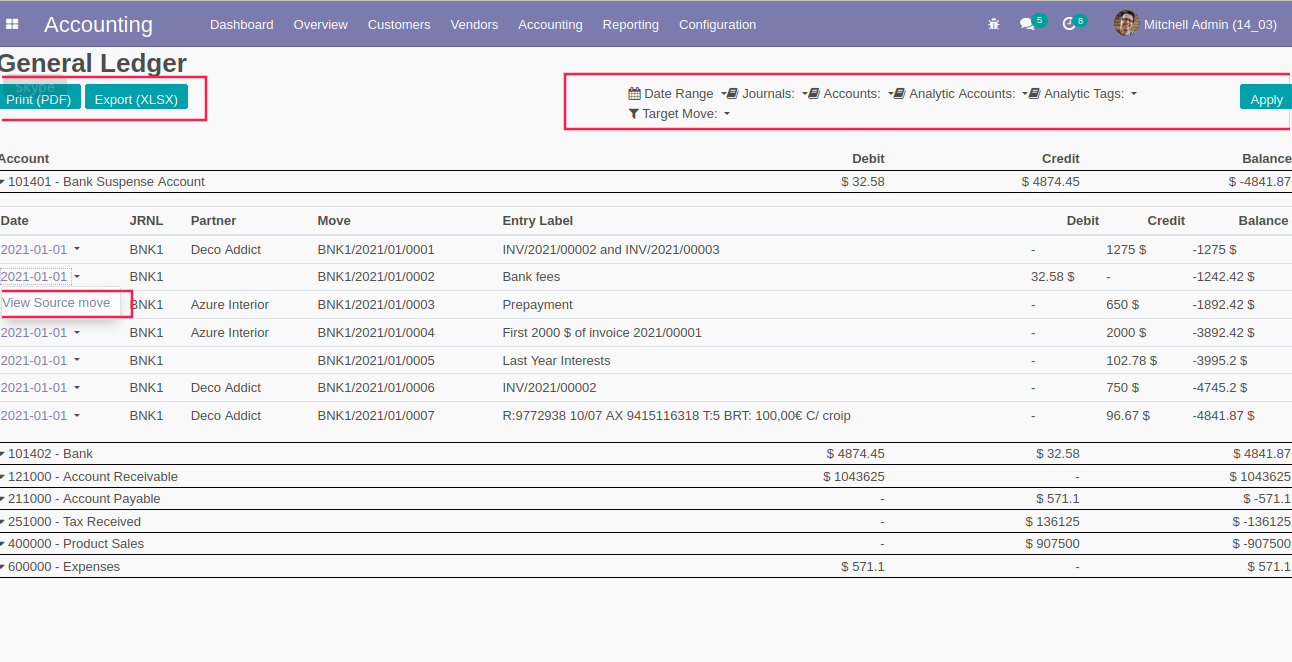 Accounting Dashboard Overview Customers Vendors Accounting Reporting Configuration 5 8 Mitchell Admin (14_03)
General Ledger
Skype
Print (PDF) Export (XLSX) Date Range Journals: Accounts: Analytic Accounts: Analytic Tags: Apply
Target Move:
Account Debit Credit Balance
101401 - Bank Suspense Account $ 32.58 $ 4874.45 $ -4841.87
Date JRNL Partner Move Entry Label Debit Credit Balance
2021-01-01 BNK1 Deco Addict BNK1/2021/01/0001 INV/2021/00002 and INV/2021/00003 - 1275 $ -1275 $
2021-01-01 BNK1 BNK1/2021/01/0002 Bank fees 32.58 $ - -1242.42 $
View Source move BNK1 Azure Interior BNK1/2021/01/0003 Prepayment - 650 $ -1892.42 $
2021-01-01 BNK1 Azure Interior BNK1/2021/01/0004 First 2000 $ of invoice 2021/00001 - 2000 $ -3892.42 $
2021-01-01 BNK1 BNK1/2021/01/0005 Last Year Interests - 102.78 $ -3995.2 $
2021-01-01 BNK1 Deco Addict BNK1/2021/01/0006 INV/2021/00002 - 750 $ -4745.2 $
2021-01-01 BNK1 Deco Addict BNK1/2021/01/0007 R:9772938 10/07 AX 9415116318 T:5 BRT: 100,00€ C/ croip - 96.67 $ -4841.87 $
101402 - Bank $ 4874.45 $ 32.58 $ 4841.87
121000 - Account Receivable $ 1043625 - $ 1043625
211000 - Account Payable - $ 571.1 $ -571.1
251000 - Tax Received - $ 136125 $ -136125
400000 - Product Sales - $ 907500 $ -907500
600000 - Expenses $ 571.1 - $ 571.1